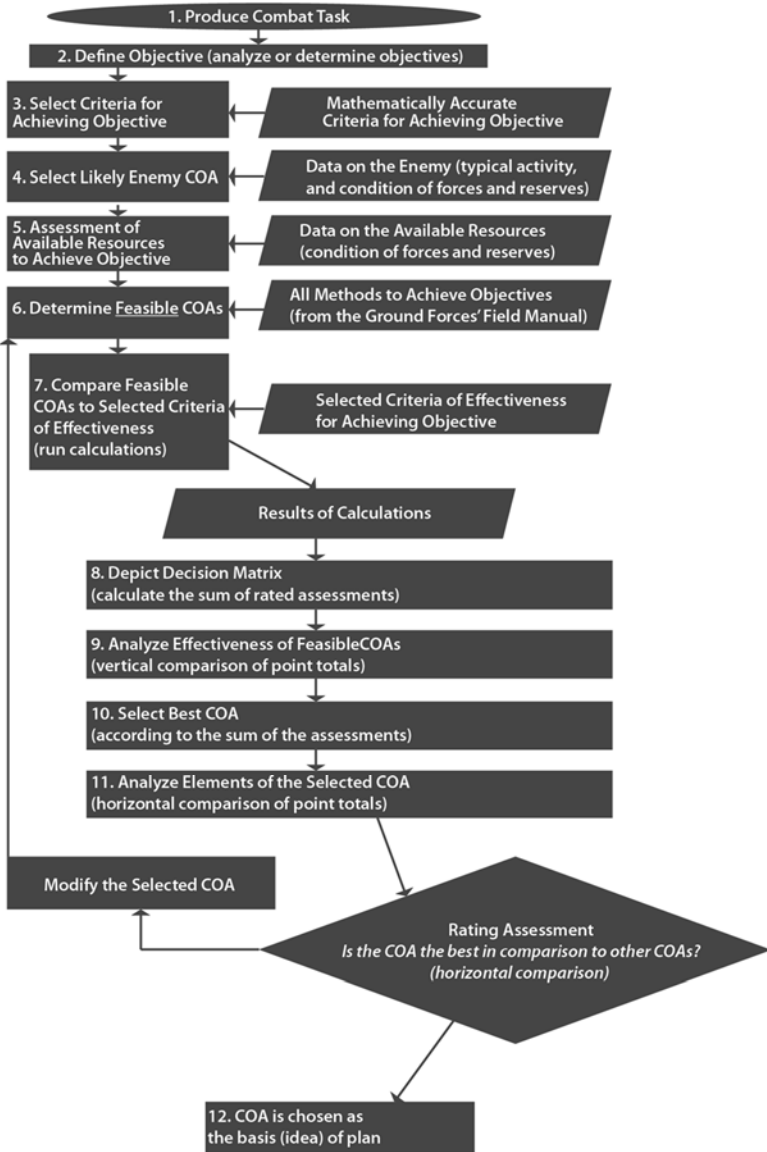 1. Produce Combat Task
2. Define Objective (analyze or determine objectives)
3. Select Criteria for
Achieving Objective
Mathematically Accurate
Criteria for Achieving Objective
4. Select Likely Enemy COA
Data on the Enemy (typical activity,
and condition of forces and reserves)
5. Assessment of
Available Resources
to Achieve Objective
Data on the Available Resources
(condition of forces and reserves)
6. Determine Feasible COAs
All Methods to Achieve Objectives
(from the Ground Forces' Field Manual)
7. Compare Feasible
COAs to Selected Criteria
of Effectiveness
(run calculations)
Selected Criteria of Effectiveness
for Achieving Objective
Results of Calculations
8. Depict Decision Matrix
(calculate the sum of rated assessments)
9. Analyze Effectiveness of FeasibleCOAs
(vertical comparison of point totals)
10. Select Best COA
(according to the sum of the assessments)
11. Analyze Elements of the Selected COA
(horizontal comparison of point totals)
Modify the Selected COA
Rating Assessment
Is the COA the best in comparison to other COAs?
(horizontal comparison)
12. COA is chosen as
the basis (idea) of plan